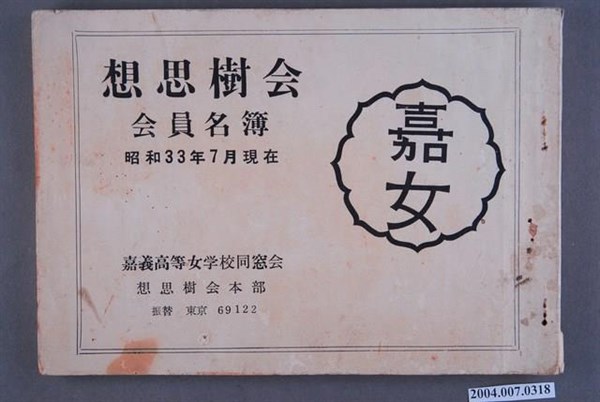 想思樹会
会員名簿
昭和33年7月現在
嘉女
嘉義高等女学校同窓会
想思樹会本部
振替 東京 69122
2004.007.0318